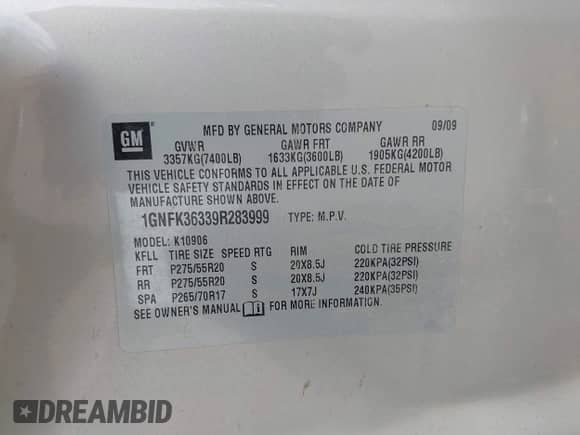 GM
MFD BY GENERAL MOTORS COMPANY 09/09
GVWR GAWR FRT GAWR RR
3357KG(7400LB) 1633KG(3600LB) 1905KG(4200LB)
THIS VEHICLE CONFORMS TO ALL APPLICABLE U.S. FEDERAL MOTOR
VEHICLE SAFETY STANDARDS IN EFFECT ON THE DATE OF
MANUFACTURE SHOWN ABOVE.
1GNFK36339R283999 TYPE: M.P.V.
MODEL: K10906
KFLL TIRE SIZE SPEED RTG RIM COLD TIRE PRESSURE
FRT P275/55R20 S 20X8.5J 220KPA(32PSI)
RR P275/55R20 S 20X8.5J 220KPA(32PSI)
SPA P265/70R17 S 17X7J 240KPA(35PSI)
SEE OWNER'S MANUAL FOR MORE INFORMATION.
DREAMBID